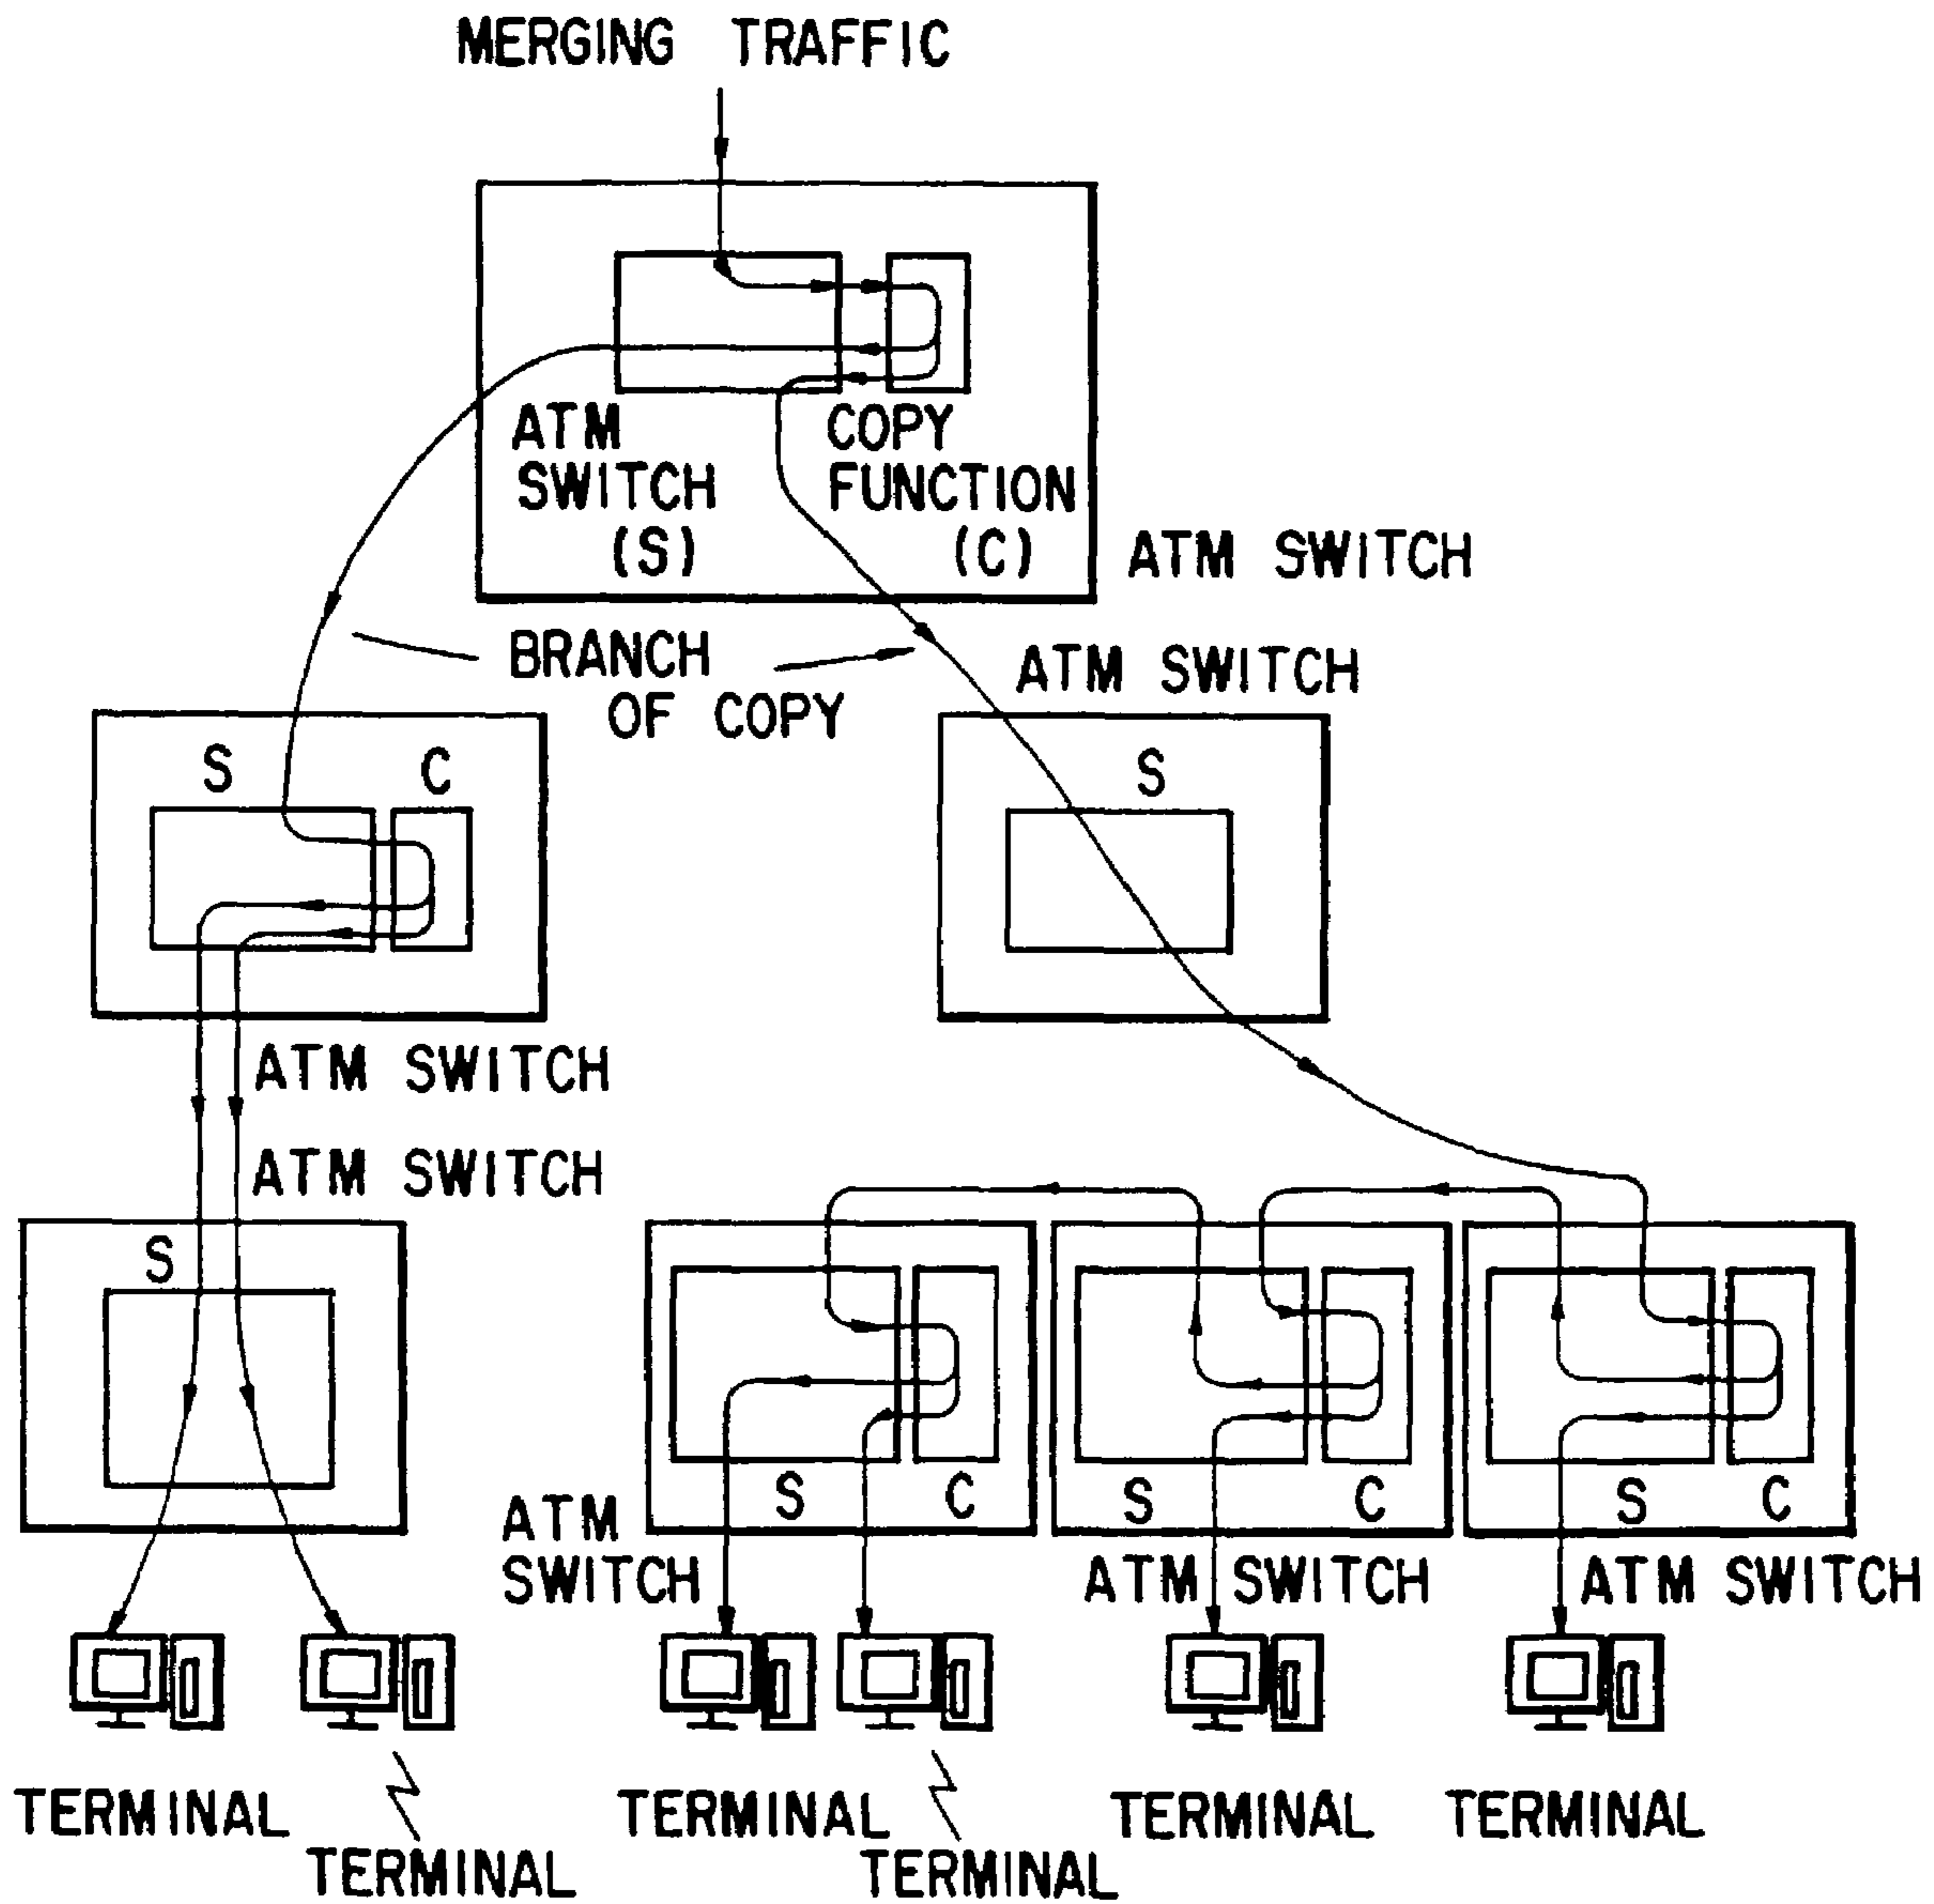 MERGING TRAFFIC
ATM
SWITCH
(S)
COPY
FUNCTION
(C)
ATM SWITCH
BRANCH
OF COPY
ATM SWITCH
S
C
S
ATM SWITCH
ATM SWITCH
S
S
C
S
C
S
C
ATM
SWITCH
ATM SWITCH
ATM SWITCH
TERMINAL
TERMINAL
TERMINAL
TERMINAL
TERMINAL
TERMINAL